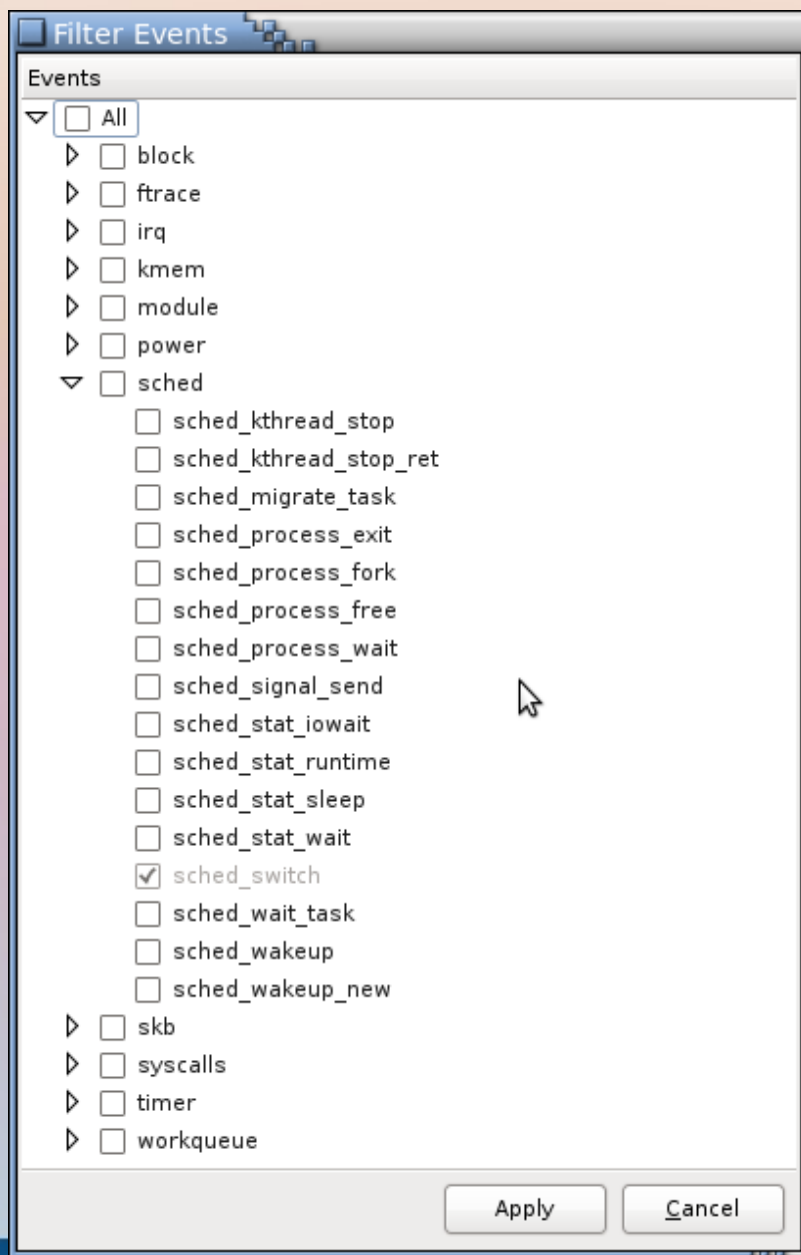 Filter Events
Events
All
block
ftrace
irq
kmem
module
power
sched
sched_kthread_stop
sched_kthread_stop_ret
sched_migrate_task
sched_process_exit
sched_process_fork
sched_process_free
sched_process_wait
sched_signal_send
sched_stat_iowait
sched_stat_runtime
sched_stat_sleep
sched_stat_wait
sched_switch
sched_wait_task
sched_wakeup
sched_wakeup_new
skb
syscalls
timer
workqueue
Apply Cancel